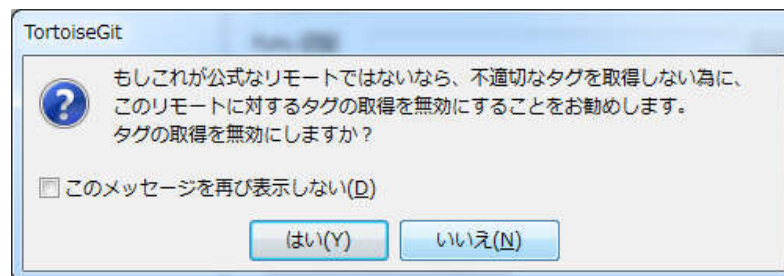 TortoiseGit
もしこれが公式なリモートではないなら、不適切なタグを取得しない為に、
このリモートに対するタグの取得を無効にすることをお勧めします。
タグの取得を無効にしますか？
このメッセージを再び表示しない(D)
はい(Y)
いいえ(N)